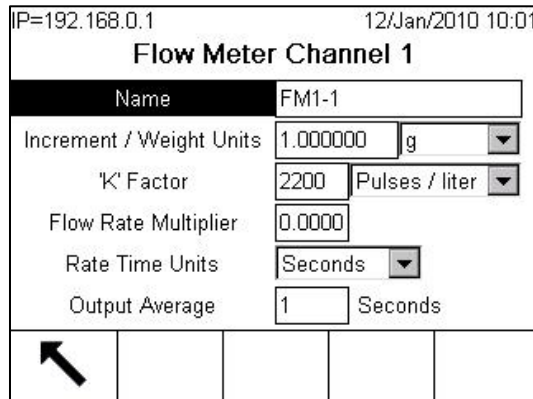 IP=192.168.0.1 12/Jan/2010 10:01
Flow Meter Channel 1
Name FM1-1
Increment / Weight Units 1.000000 g
'K' Factor 2200 Pulses / liter
Flow Rate Multiplier 0.0000
Rate Time Units Seconds
Output Average 1 Seconds